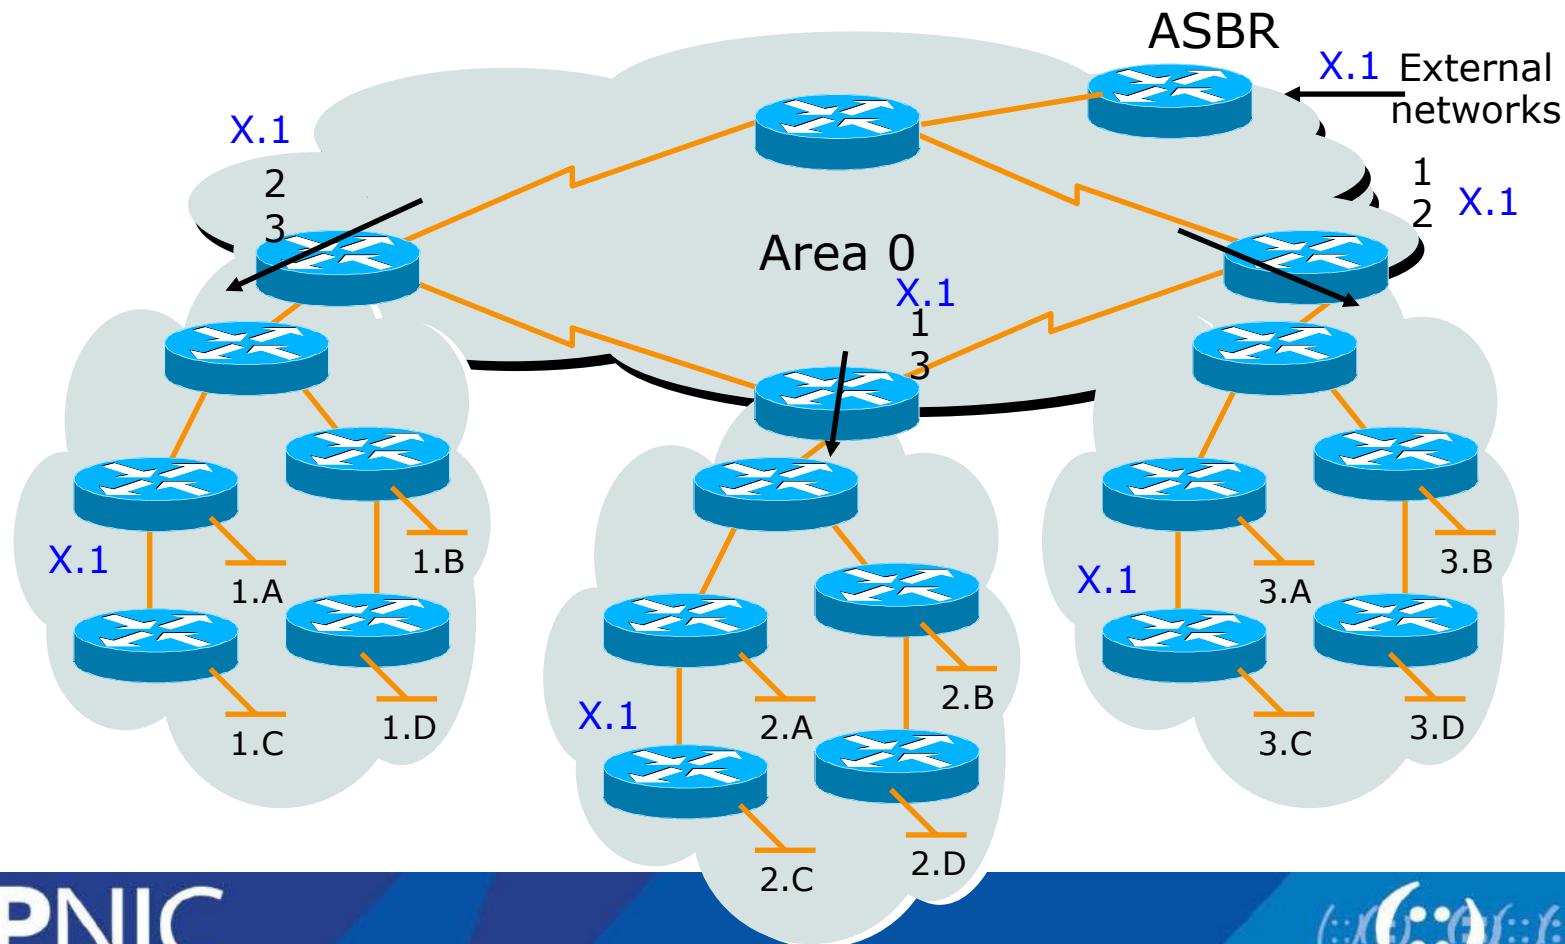 ASBR
X.1
External
networks
X.1
2
3
1
2
X.1
Area 0
X.1
1
3
X.1
1.A
1.B
1.C
1.D
X.1
2.A
2.B
2.C
2.D
X.1
3.A
3.B
3.C
3.D
PNIC